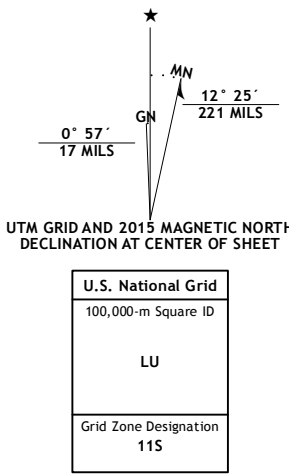 ★
MN
GN
12° 25´
221 MILS
0° 57´
17 MILS
UTM GRID AND 2015 MAGNETIC NORTH
DECLINATION AT CENTER OF SHEET
U.S. National Grid
100,000-m Square ID
LU
Grid Zone Designation
11S